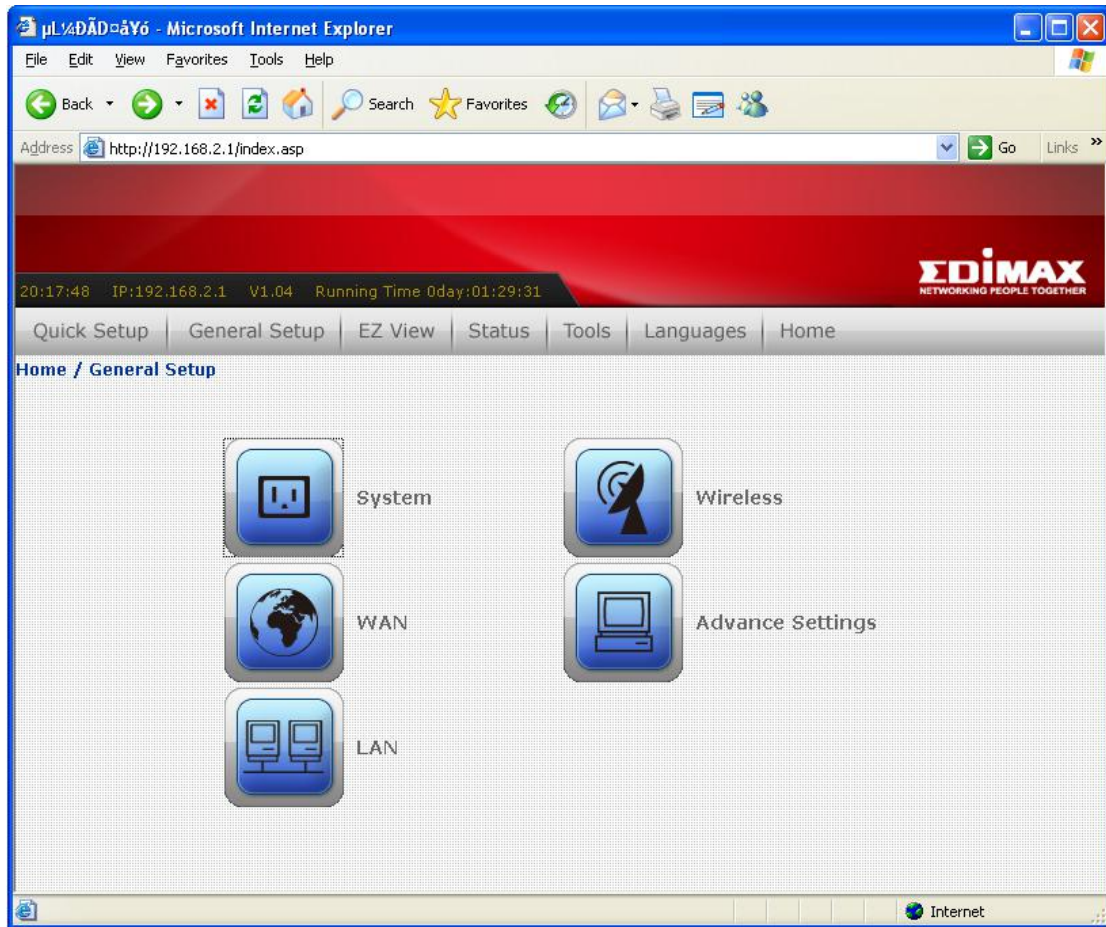 µL¼ÐÃD¤å¥ó - Microsoft Internet Explorer
File Edit View Favorites Tools Help
Back Search Favorites
Address http://192.168.2.1/index.asp Go Links »
EDIMAX
NETWORKING PEOPLE TOGETHER
20:17:48 IP:192.168.2.1 V1.04 Running Time 0day:01:29:31
Quick Setup General Setup EZ View Status Tools Languages Home
Home / General Setup
System Wireless
WAN Advance Settings
LAN
Internet